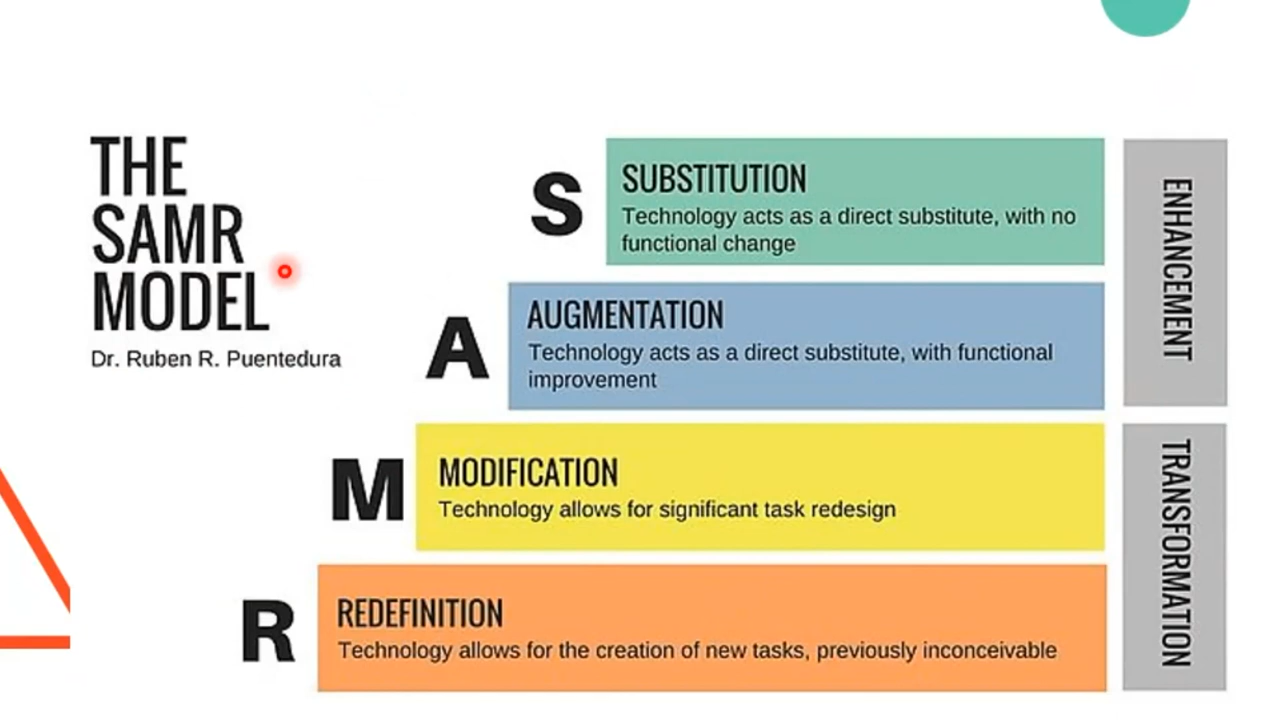 THE
SAMR
MODEL
Dr. Ruben R. Puentedura
S
SUBSTITUTION
Technology acts as a direct substitute, with no
functional change
A
AUGMENTATION
Technology acts as a direct substitute, with functional
improvement
ENHANCEMENT
M
MODIFICATION
Technology allows for significant task redesign
R
REDEFINITION
Technology allows for the creation of new tasks, previously inconceivable
TRANSFORMATION